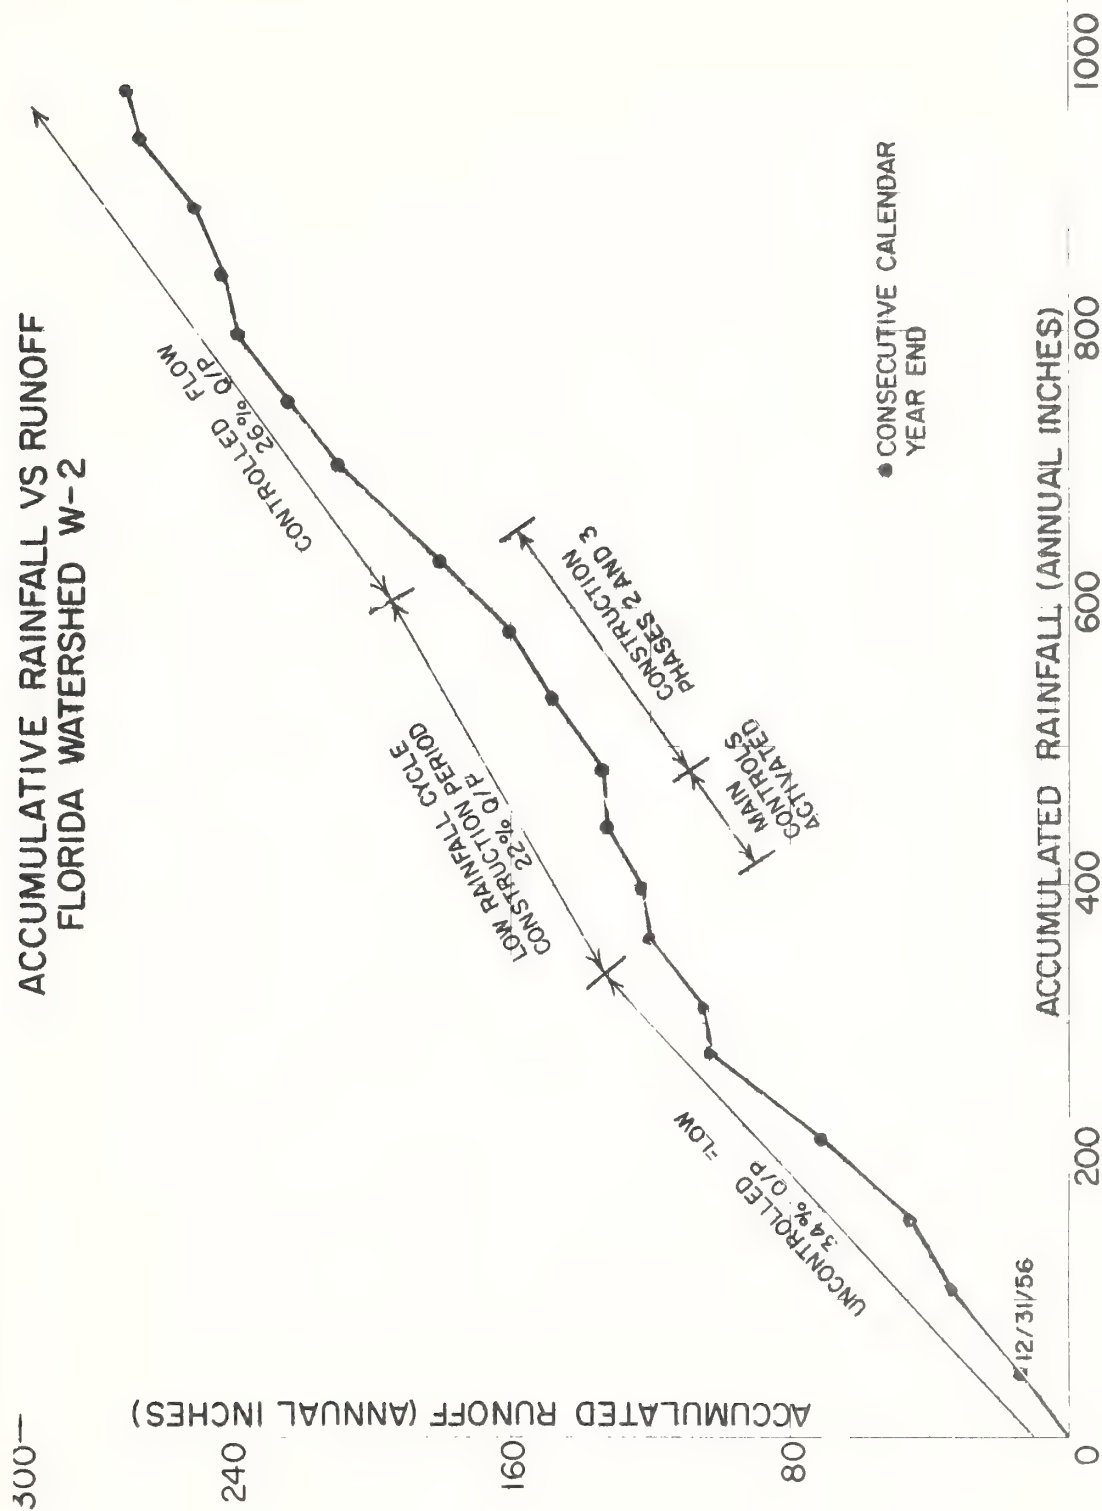 ACCUMULATIVE RAINFALL VS RUNOFF
FLORIDA WATERSHED W-2
300
240
160
80
0
ACCUMULATED RUNOFF (ANNUAL INCHES)
CONTROLLED FLOW
26% Q/P
LOW RAINFALL CYCLE
CONSTRUCTION PERIOD
22% Q/P
UNCONTROLLED FLOW
34% Q/P
CONSTRUCTION
PHASES 2 AND 3
MAIN
CONTROLS
ACTIVATED
12/31/56
CONSECUTIVE CALENDAR
YEAR END
200
400
600
800
1000
ACCUMULATED RAINFALL (ANNUAL INCHES)